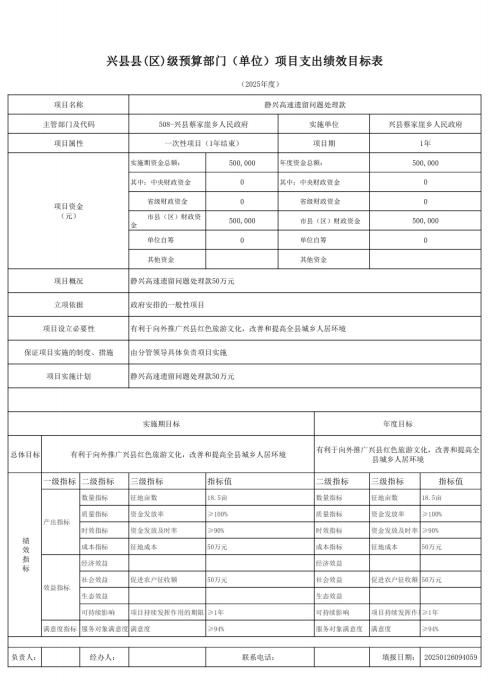 兴县县(区)级预算部门（单位）项目支出绩效目标表
（2025年度）
项目名称 静兴高速遗留问题处理款
主管部门及代码 508-兴县蔡家崖乡人民政府 实施单位 兴县蔡家崖乡人民政府
项目属性 一次性项目（1年结束） 项目期 1年
项目资金（元）
实施期资金总额: 500,000 年度资金总额: 500,000
其中: 中央财政资金 0 其中: 中央财政资金 0
省级财政资金 0 省级财政资金 0
市县（区）财政资金 500,000 市县（区）财政资金 500,000
单位自筹 0 单位自筹 0
其他资金 其他资金
项目概况 静兴高速遗留问题处理款50万元
立项依据 政府安排的一般性项目
项目设立必要性 有利于向外推广兴县红色旅游文化, 改善和提高全县城乡人居环境
保证项目实施的制度、措施 由分管领导具体负责项目实施
项目实施计划 静兴高速遗留问题处理款50万元
实施期目标 年度目标
总体目标 有利于向外推广兴县红色旅游文化, 改善和提高全县城乡人居环境 有利于向外推广兴县红色旅游文化, 改善和提高全县城乡人居环境
绩效指标
一级指标 二级指标 三级指标 指标值 二级指标 三级指标 指标值
产出指标
数量指标 征地亩数 18.5亩 数量指标 征地亩数 18.5亩
质量指标 资金发放率 ≥100% 质量指标 资金发放率 ≥100%
时效指标 资金发放及时率 ≥90% 时效指标 资金发放及时率 ≥90%
成本指标 征地成本 50万元 成本指标 征地成本 50万元
效益指标
经济效益 经济效益
社会效益 促进农户征收额 50万元 社会效益 促进农户征收额 50万元
生态效益 生态效益
可持续影响 项目持续发挥作用的期限 ≥1年 可持续影响 项目持续发挥作 ≥1年
满意度指标 服务对象满意度 满意度 ≥94% 服务对象满意度 满意度 ≥94%
负责人: 经办人: 联系电话: 填报日期: 20250126094059